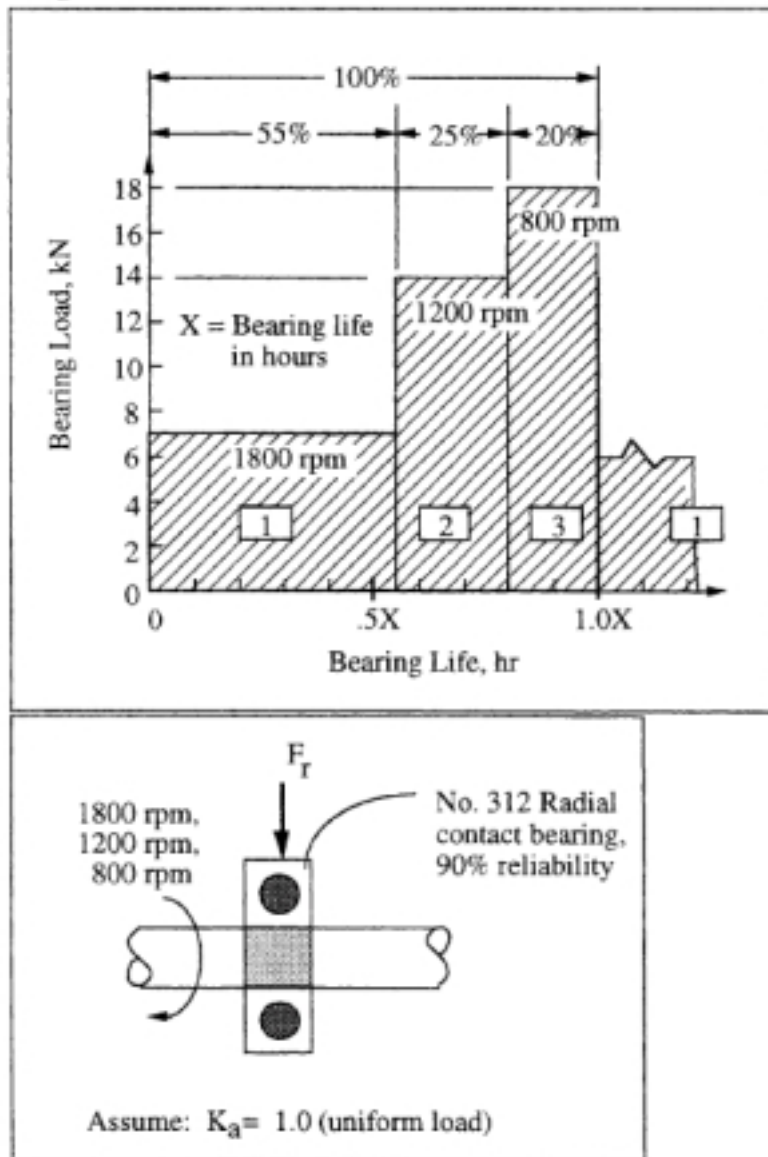 100%
55%
25%
20%
18
16
14
12
10
8
6
4
2
0
Bearing Load, kN
800 rpm
1200 rpm
X = Bearing life
in hours
1800 rpm
1
2
3
1
0
.5X
1.0X
Bearing Life, hr
F_r
1800 rpm,
1200 rpm,
800 rpm
No. 312 Radial
contact bearing,
90% reliability
Assume: K_a= 1.0 (uniform load)